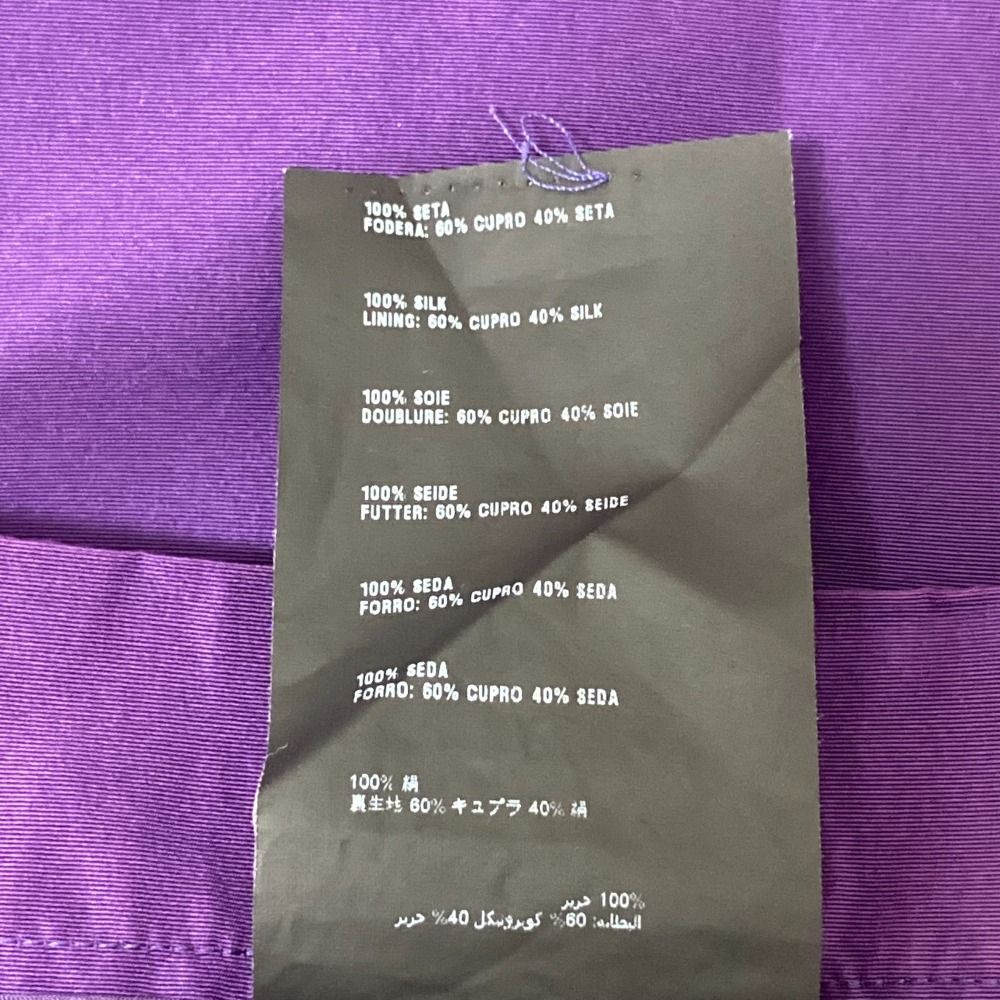 100% SETA
FODERA: 60% CUPRO 40% SETA
100% SILK
LINING: 60% CUPRO 40% SILK
100% SOIE
DOUBLURE: 60% CUPRO 40% SOIE
100% SEIDE
FUTTER: 60% CUPRO 40% SEIDE
100% SEDA
FORRO: 60% CUPRO 40% SEDA
100% SEDA
FORRO: 60% CUPRO 40% SEDA
100% 絹
裏生地 60% キュプラ 40% 絹
100% حرير
البطانة: 60% كوبرونيكل 40% حرير